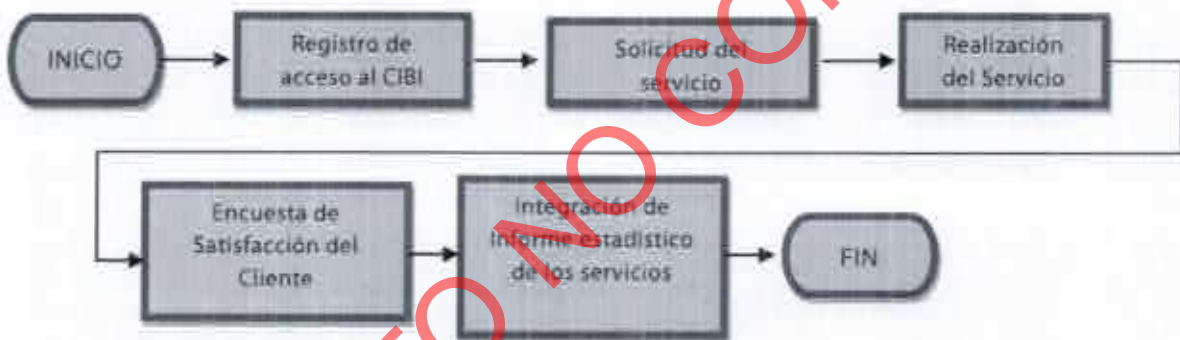 INICIO
Registro de
acceso al CIBI
Solicitud del
servicio
Realización
del Servicio
Encuesta de
Satisfacción del
Cliente
Integración de
Informe estadístico
de los servicios
FIN
TO NO CO